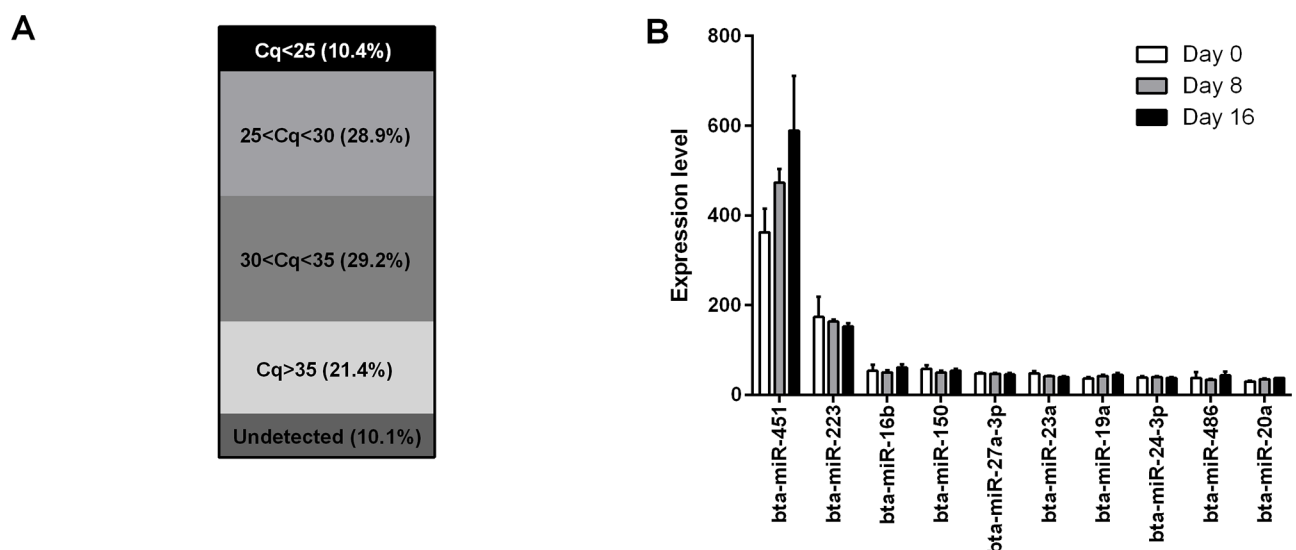 A
Cq<25 (10.4%)
25<Cq<30 (28.9%)
30<Cq<35 (29.2%)
Cq>35 (21.4%)
Undetected (10.1%)
B
Expression level
800
600
400
200
0
Day 0
Day 8
Day 16
bta-miR-451
bta-miR-223
bta-miR-16b
bta-miR-150
bta-miR-27a-3p
bta-miR-23a
bta-miR-19a
bta-miR-24-3p
bta-miR-486
bta-miR-20a